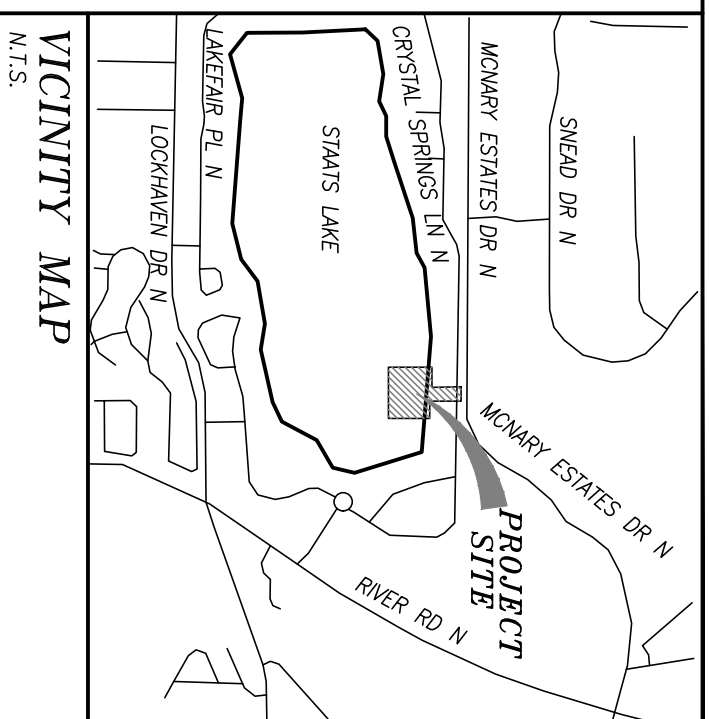 SNEAD DR N
MCNARY ESTATES DR N
CRYSTAL SPRINGS LN N
STAATS LAKE
LAKEFAIR PL N
LOCKHAVEN DR N
MCNARY ESTATES DR N
PROJECT
SITE
RIVER RD N
VICINITY MAP
N.T.S.